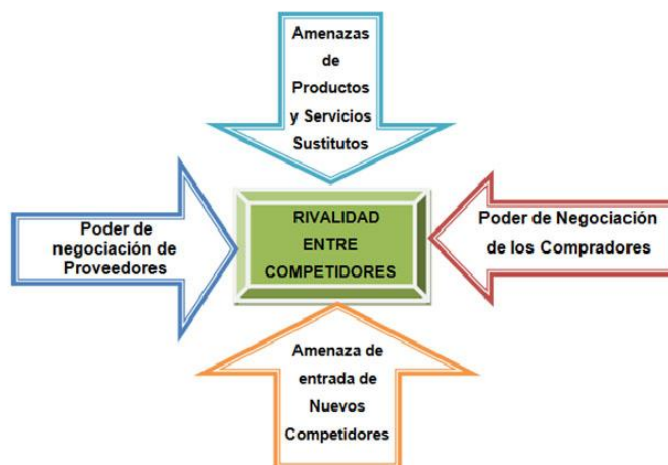 Amenazas
de
Productos
y Servicios
Sustitutos
Poder de
negociación de
Proveedores
RIVALIDAD
ENTRE
COMPETIDORES
Poder de Negociación
de los Compradores
Amenaza de
entrada de
Nuevos
Competidores